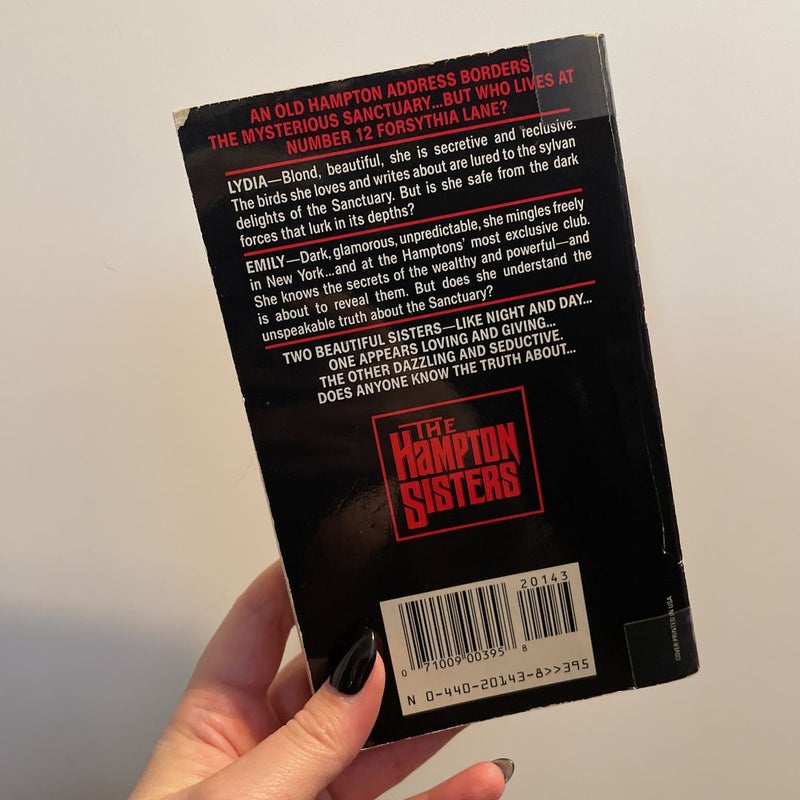 AN OLD HAMPTON ADDRESS BORDERS
THE MYSTERIOUS SANCTUARY...BUT WHO LIVES AT
NUMBER 12 FORSYTHIA LANE?
LYDIA—Blond, beautiful, she is secretive and reclusive.
The birds she loves and writes about are lured to the sylvan
delights of the Sanctuary. But is she safe from the dark
forces that lurk in its depths?
EMILY—Dark, glamorous, unpredictable, she mingles freely
in New York...and at the Hamptons' most exclusive club.
She knows the secrets of the wealthy and powerful—and
is about to reveal them. But does she understand the
unspeakable truth about the Sanctuary?
TWO BEAUTIFUL SISTERS—LIKE NIGHT AND DAY...
ONE APPEARS LOVING AND GIVING...
THE OTHER DAZZLING AND SEDUCTIVE.
DOES ANYONE KNOW THE TRUTH ABOUT...
THE
HAMPTON
SISTERS
20143
0 71009 00395 8
N 0-440-20143-8>>395
COVER PRINTED IN USA